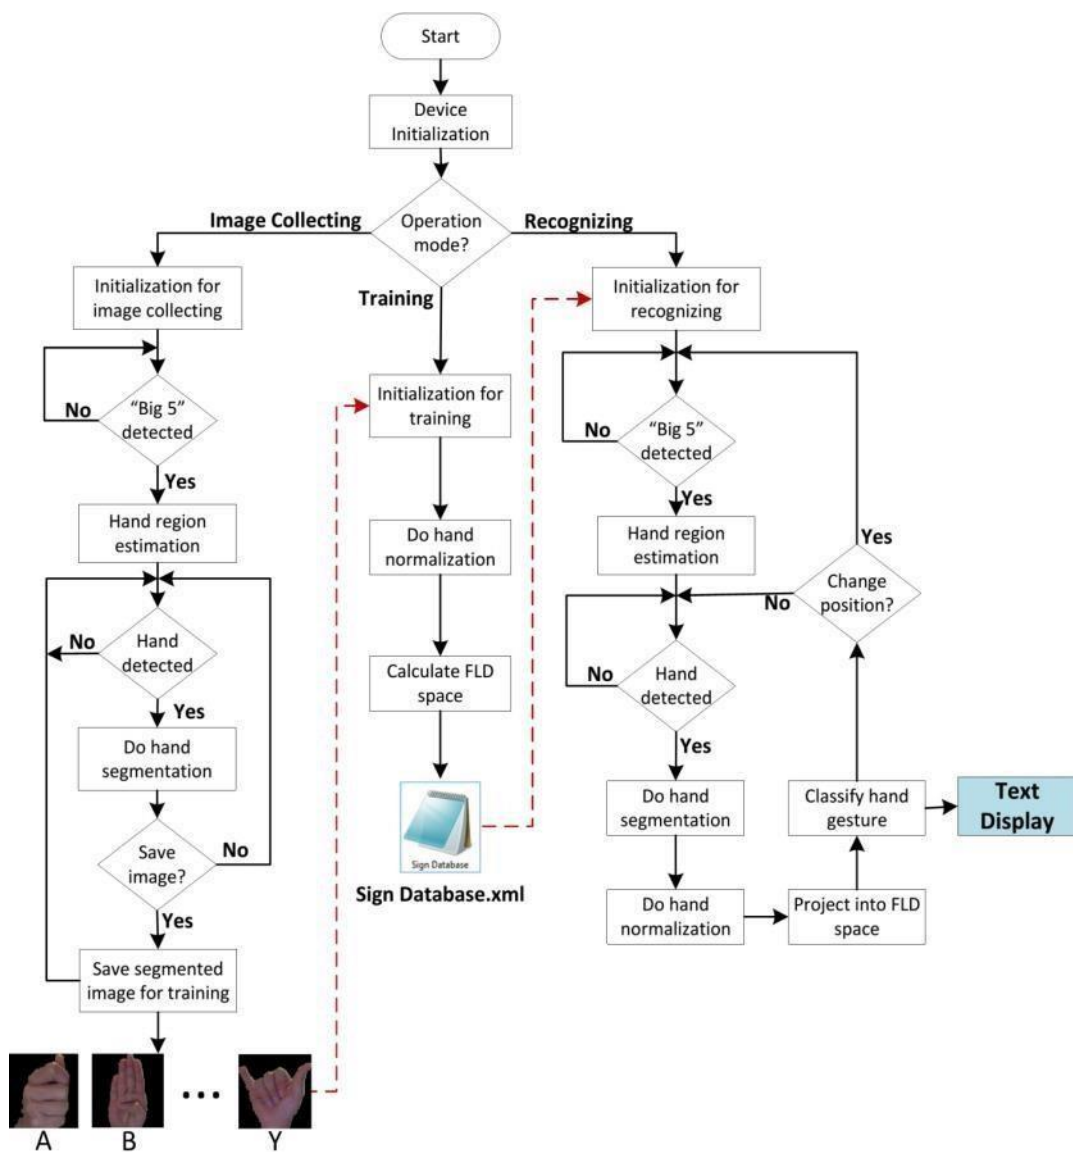 Start
Device
Initialization
Operation
mode?
Image Collecting
Recognizing
Training
Initialization for
image collecting
"Big 5"
detected
No
Yes
Hand region
estimation
Hand
detected
No
Yes
Do hand
segmentation
Save
image?
No
Yes
Save segmented
image for training
A
B
...
Y
Initialization for
training
Do hand
normalization
Calculate FLD
space
Sign Database
Sign Database.xml
Initialization for
recognizing
"Big 5"
detected
No
Yes
Hand region
estimation
Hand
detected
No
Yes
Do hand
segmentation
Do hand
normalization
Project into FLD
space
Classify hand
gesture
Text
Display
Change
position?
No
Yes